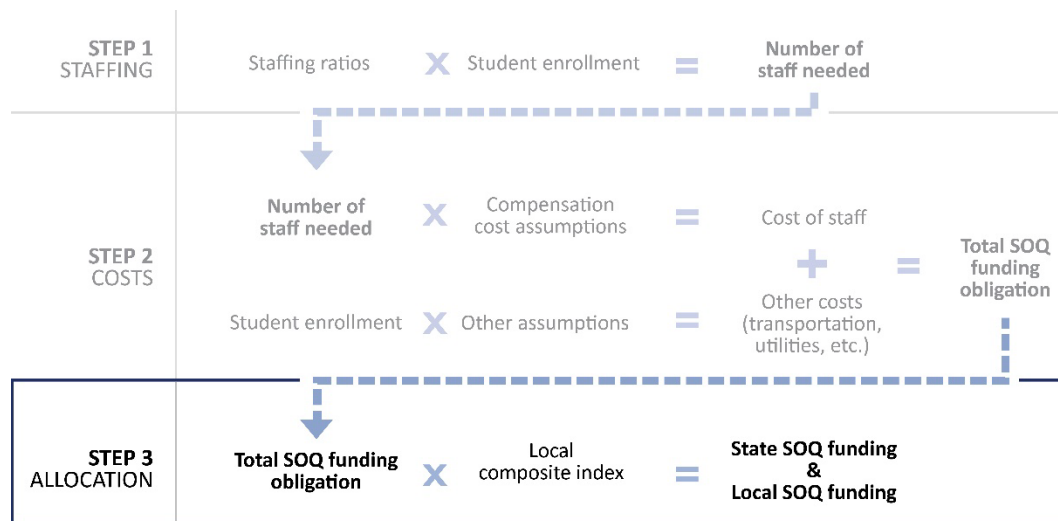 STEP 1
STAFFING
Staffing ratios x Student enrollment = Number of
staff needed
STEP 2
COSTS
Number of
staff needed
x
Compensation
cost assumptions
=
Cost of staff
+
Student enrollment x Other assumptions =
Other costs
(transportation,
utilities, etc.)
=
Total SOQ
funding
obligation
STEP 3
ALLOCATION
Total SOQ funding
obligation
x
Local
composite index
=
State SOQ funding
&
Local SOQ funding